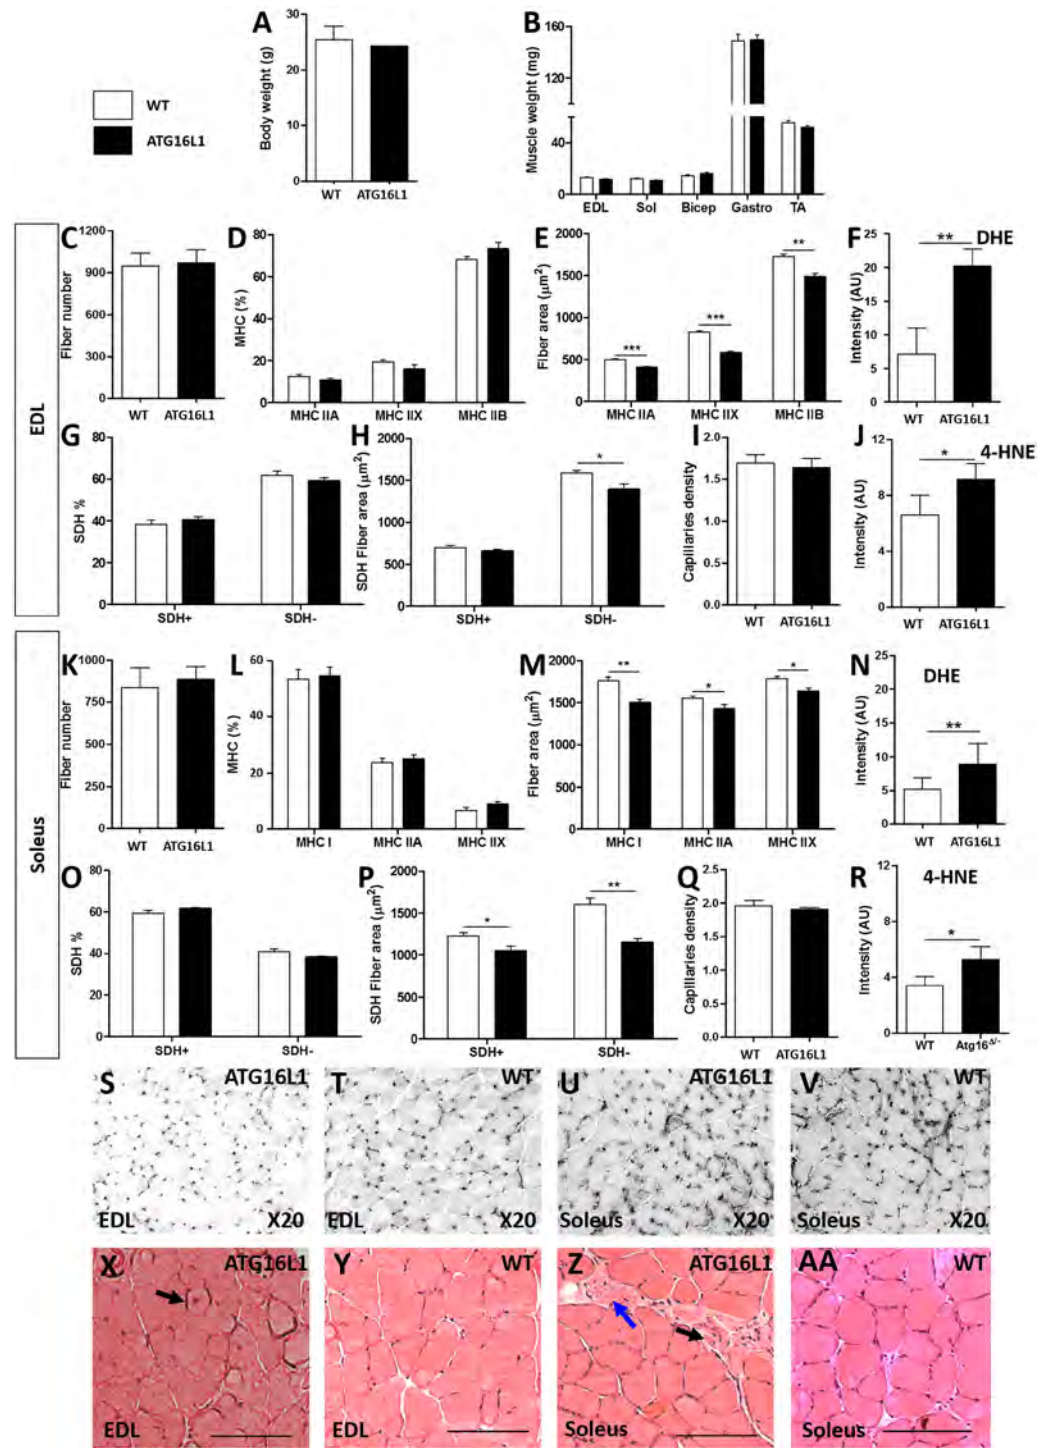 A
Body weight (g)
30
20
10
0
WT ATG16L1
B
Muscle weight (mg)
160
120
40
0
EDL Sol Bicep Gastro TA
WT
ATG16L1
EDL
C
Fiber number
1200
900
600
300
0
WT ATG16L1
D
MHC (%)
80
60
40
20
0
MHC IIA MHC IIX MHC IIB
E
Fiber area (μm²)
2000
1500
1000
500
0
*** *** **
MHC IIA MHC IIX MHC IIB
F
DHE
Intensity (AU)
25
20
15
10
5
0
**
WT ATG16L1
G
SDH %
80
60
40
20
0
SDH+ SDH-
H
SDH Fiber area (μm²)
2000
1500
1000
500
0
*
SDH+ SDH-
I
Capillaries density
2.0
1.5
1.0
0.5
0.0
WT ATG16L1
J
4-HNE
Intensity (AU)
12
8
4
0
*
WT ATG16L1
Soleus
K
Fiber number
1000
750
500
250
0
WT ATG16L1
L
MHC (%)
60
40
20
0
MHC I MHC IIA MHC IIX
M
Fiber area (μm²)
2000
1500
1000
500
0
** * *
MHC I MHC IIA MHC IIX
N
DHE
Intensity (AU)
25
20
15
10
5
0
**
WT ATG16L1
O
SDH %
80
60
40
20
0
SDH+ SDH-
P
SDH Fiber area (μm²)
2000
1500
1000
500
0
* **
SDH+ SDH-
Q
Capillaries density
2.5
2.0
1.5
1.0
0.5
0.0
WT ATG16L1
R
4-HNE
Intensity (AU)
12
8
4
0
*
WT Atg16Δ/-
S ATG16L1
EDL X20
T WT
EDL X20
U ATG16L1
Soleus X20
V WT
Soleus X20
X ATG16L1
EDL
Y WT
EDL
Z ATG16L1
Soleus
AA WT
Soleus